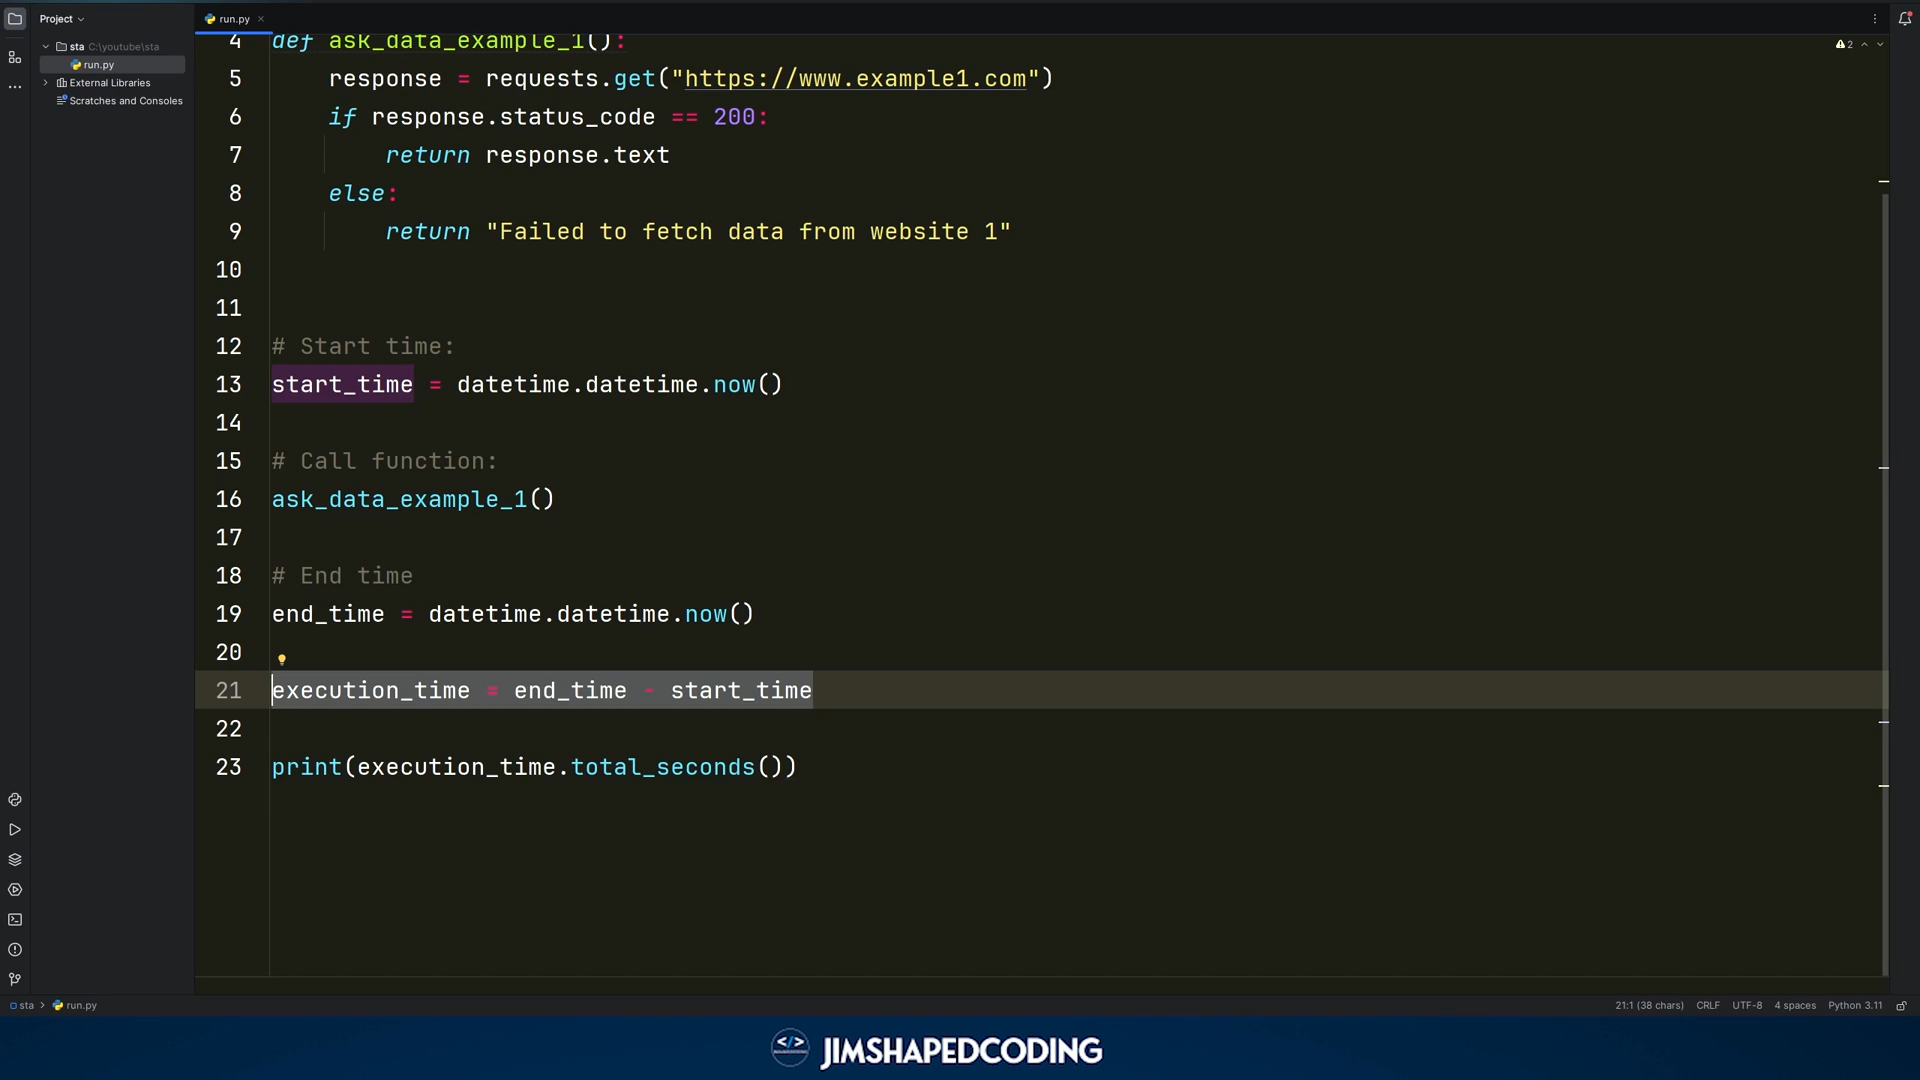 Project
run.py
sta C:\youtube\sta
run.py
External Libraries
Scratches and Consoles
2
4 def ask_data_example_1():
5 response = requests.get("https://www.example1.com")
6 if response.status_code == 200:
7 return response.text
8 else:
9 return "Failed to fetch data from website 1"
10
11
12 # Start time:
13 start_time = datetime.datetime.now()
14
15 # Call function:
16 ask_data_example_1()
17
18 # End time
19 end_time = datetime.datetime.now()
20
21 execution_time = end_time - start_time
22
23 print(execution_time.total_seconds())
sta > run.py
21:1 (38 chars) CRLF UTF-8 4 spaces Python 3.11
JIMSHAPEDCODING